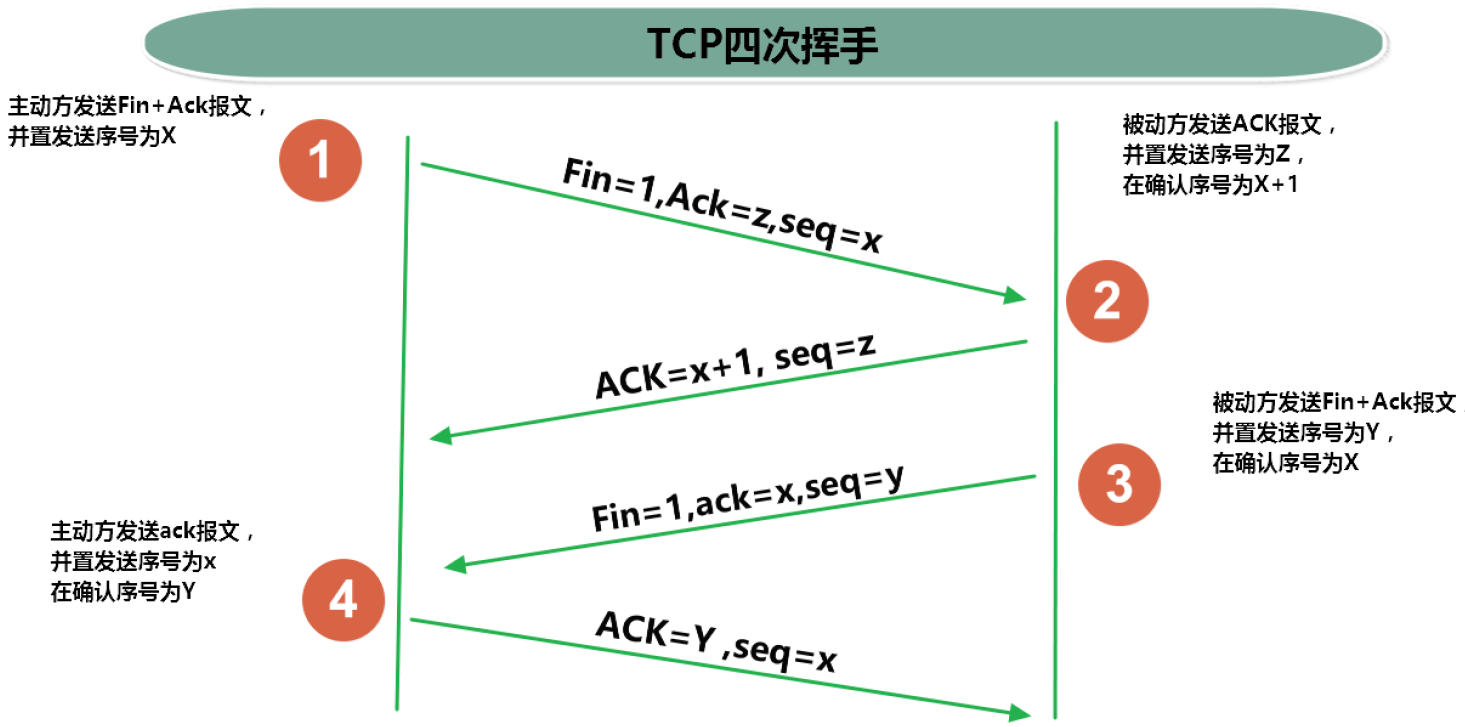 TCP四次挥手
主动方发送Fin+Ack报文，
并置发送序号为X
1
Fin=1,Ack=z,seq=x
被动方发送ACK报文，
并置发送序号为Z，
在确认序号为X+1
2
ACK=x+1, seq=z
被动方发送Fin+Ack报文，
并置发送序号为Y，
在确认序号为X
3
Fin=1,ack=x,seq=y
主动方发送ack报文，
并置发送序号为x
在确认序号为Y
4
ACK=Y ,seq=x